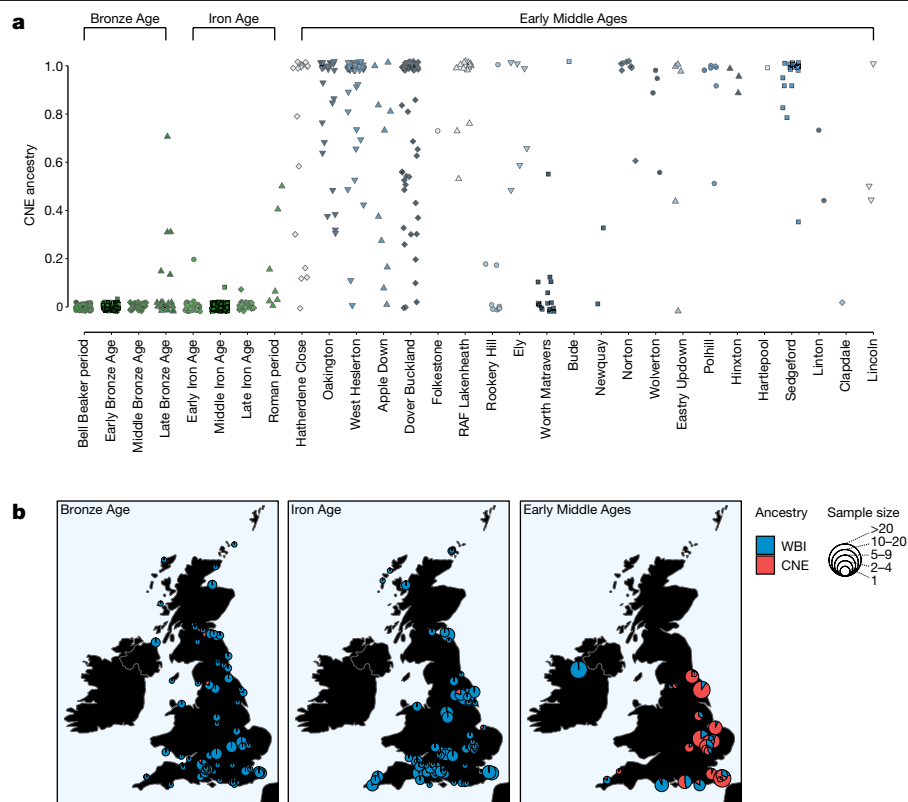 a
Bronze Age
Iron Age
Early Middle Ages
CNE ancestry
1.0
0.8
0.6
0.4
0.2
0
Bell Beaker period
Early Bronze Age
Middle Bronze Age
Late Bronze Age
Early Iron Age
Middle Iron Age
Late Iron Age
Roman period
Hatherdene Close
Oakington
West Heslerton
Apple Down
Dover Buckland
Folkestone
RAF Lakenheath
Rookery Hill
Ely
Worth Matravers
Bude
Newquay
Norton
Wolverton
Eastry Updown
Polhill
Hinxton
Hartlepool
Sedgeford
Linton
Clapdale
Lincoln
b
Bronze Age
Iron Age
Early Middle Ages
Ancestry
WBI
CNE
Sample size
>20
10–20
5–9
2–4
1